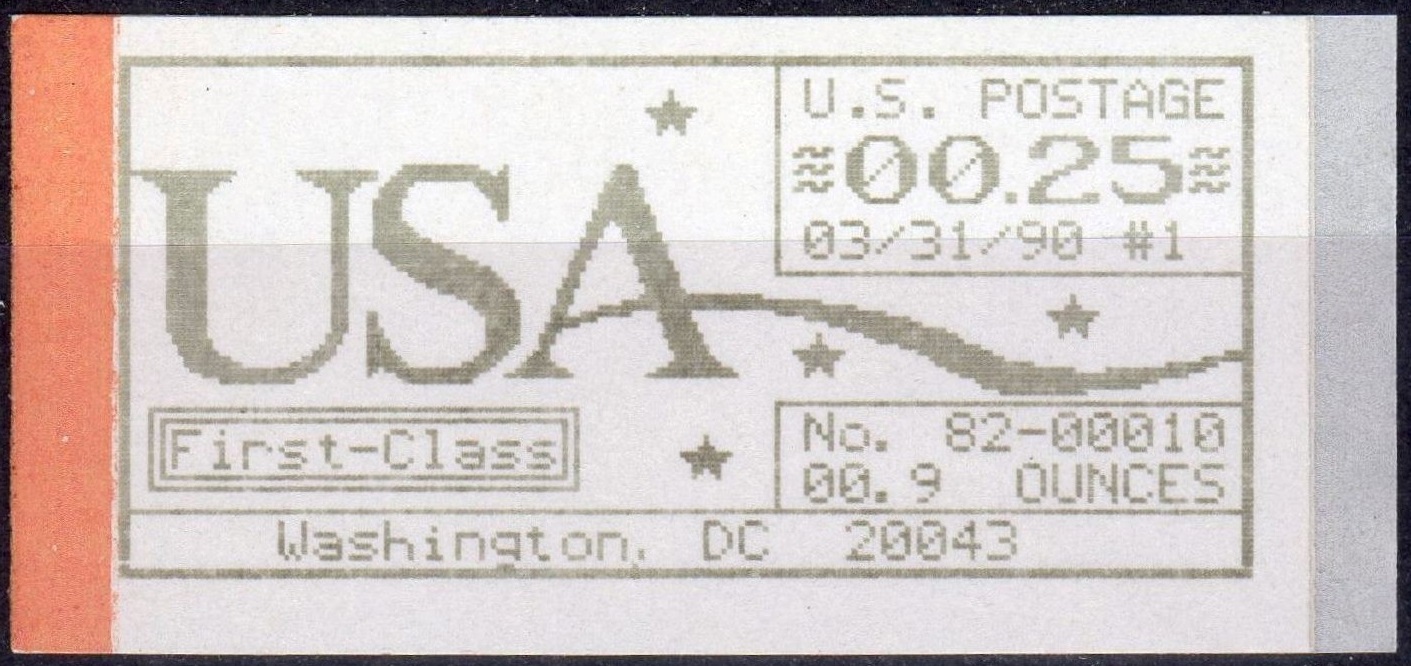 USA
U.S. POSTAGE
00.25
03/31/90 #1
First-Class
No. 82-00010
00.9 OUNCES
Washington, DC 20043